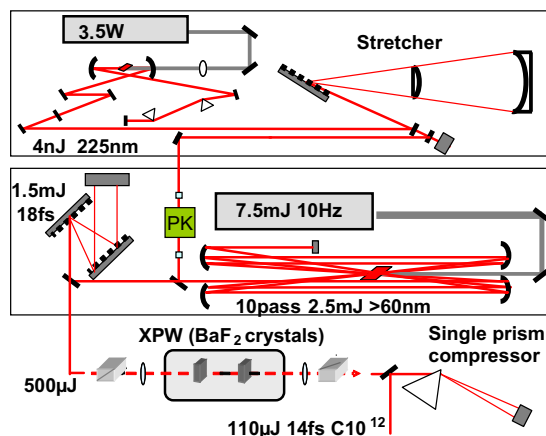 3.5W
Stretcher
4nJ 225nm
1.5mJ
18fs
PK
7.5mJ 10Hz
10pass 2.5mJ >60nm
XPW (BaF2 crystals)
Single prism
compressor
500µJ
110µJ 14fs C10 12